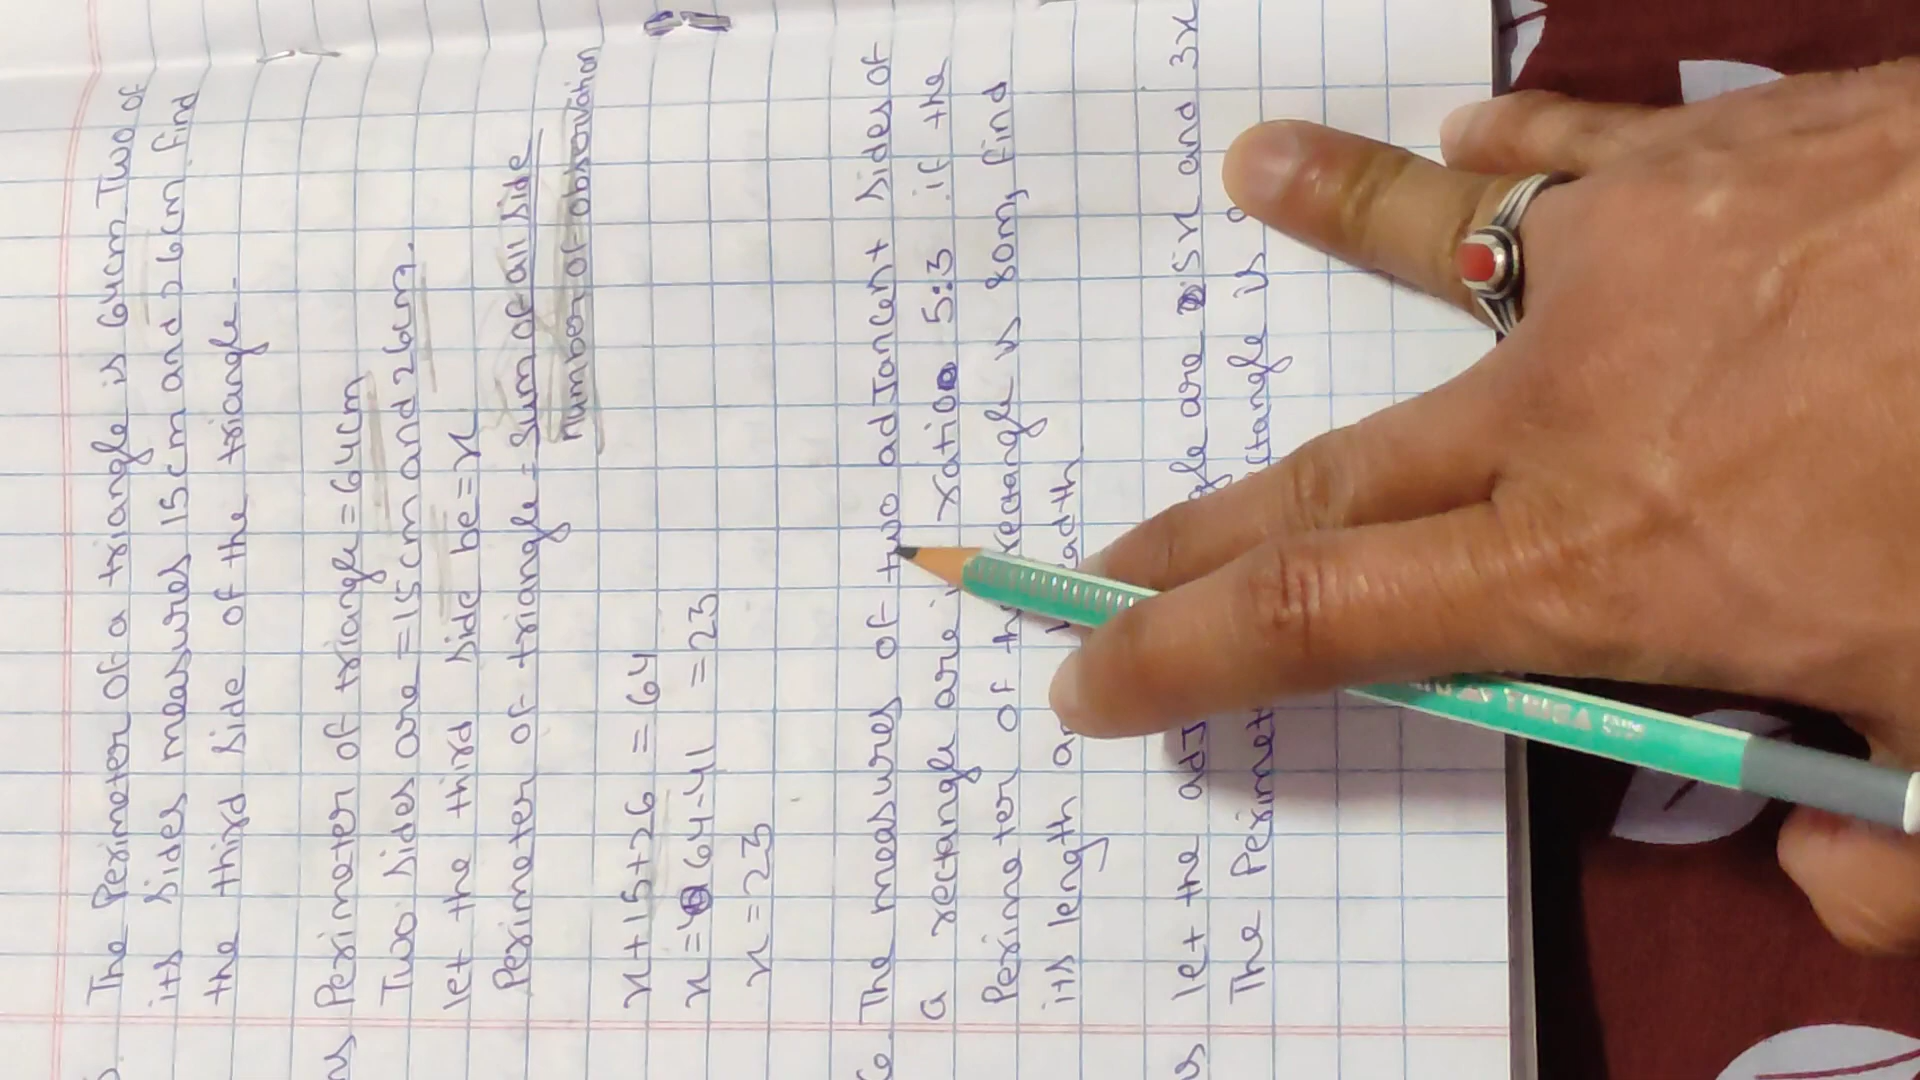 The Perimeter of a triangle is 64cm Two of
its sides measures 15cm and 26cm find
the third side of the triangle.
Perimeter of triangle = 64cm
Two sides are = 15cm and 26cm.
let the third side be = x
Perimeter of triangle = sum of all side
number of observation
x+15+26 = 64
x = 64-41 = 23
x = 23
6. The measures of two adJancent sides of
a rectangle are ratio 5:3 if the
Perimeter of the rectangle is 80m, find
its length
let the are 5x and 3x
The is
TRISA